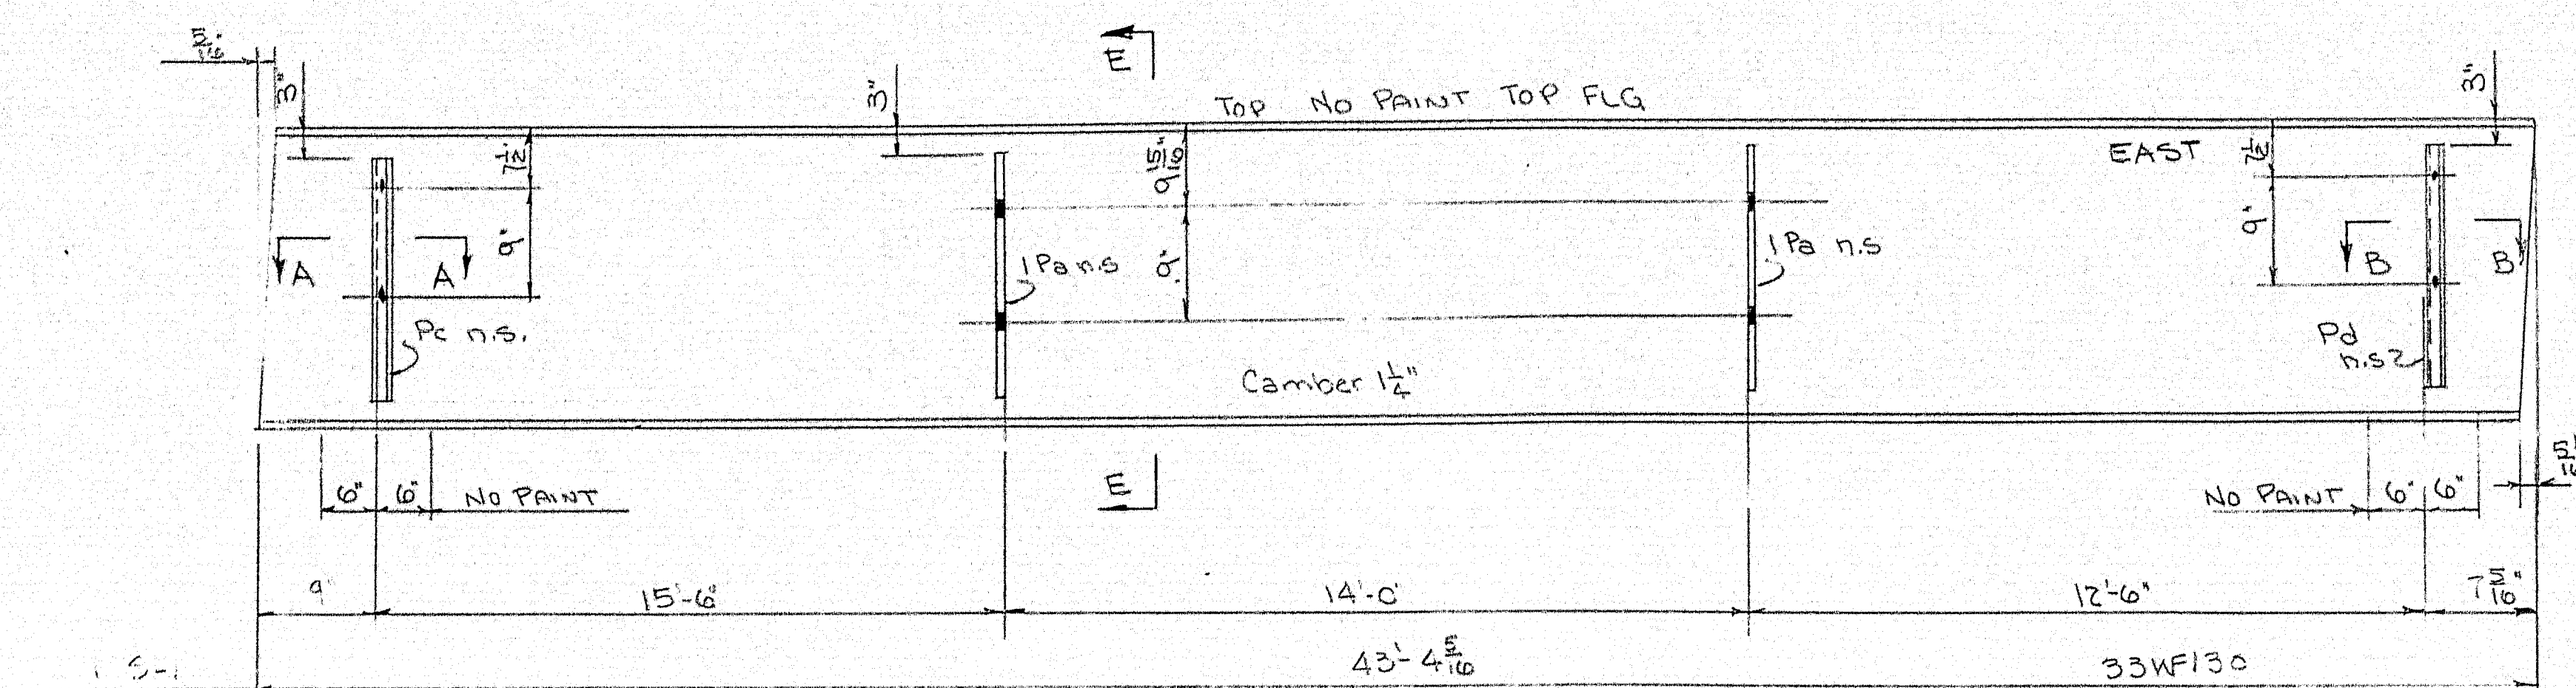 5/16"
E
3"
3"
3"
TOP NO PAINT TOP FLG
7 1/2"
9 15/16"
EAST
7 1/2"
9"
A
A
1 Pa n.s
9"
1 Pa n.s
9"
B
B
Pc n.s.
Pd
n.s
Camber 1 1/4"
6" 6" NO PAINT
E
NO PAINT 6" 6"
5/16
9
15'-6"
14'-0"
12'-6"
7 5/16"
43'-4 5/16
33WF130